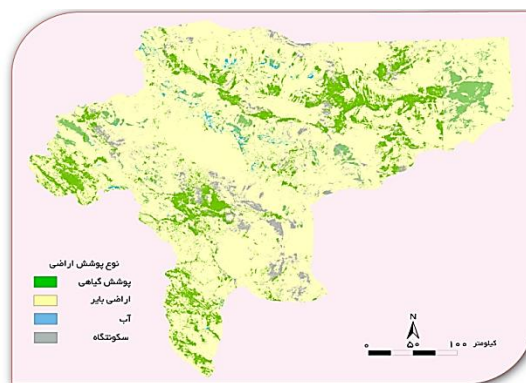 نوع پوشش اراضی
پوشش گیاهی
اراضی بایر
آب
سکونتگاه
N
۰ ۵۰ ۱۰۰ کیلومتر